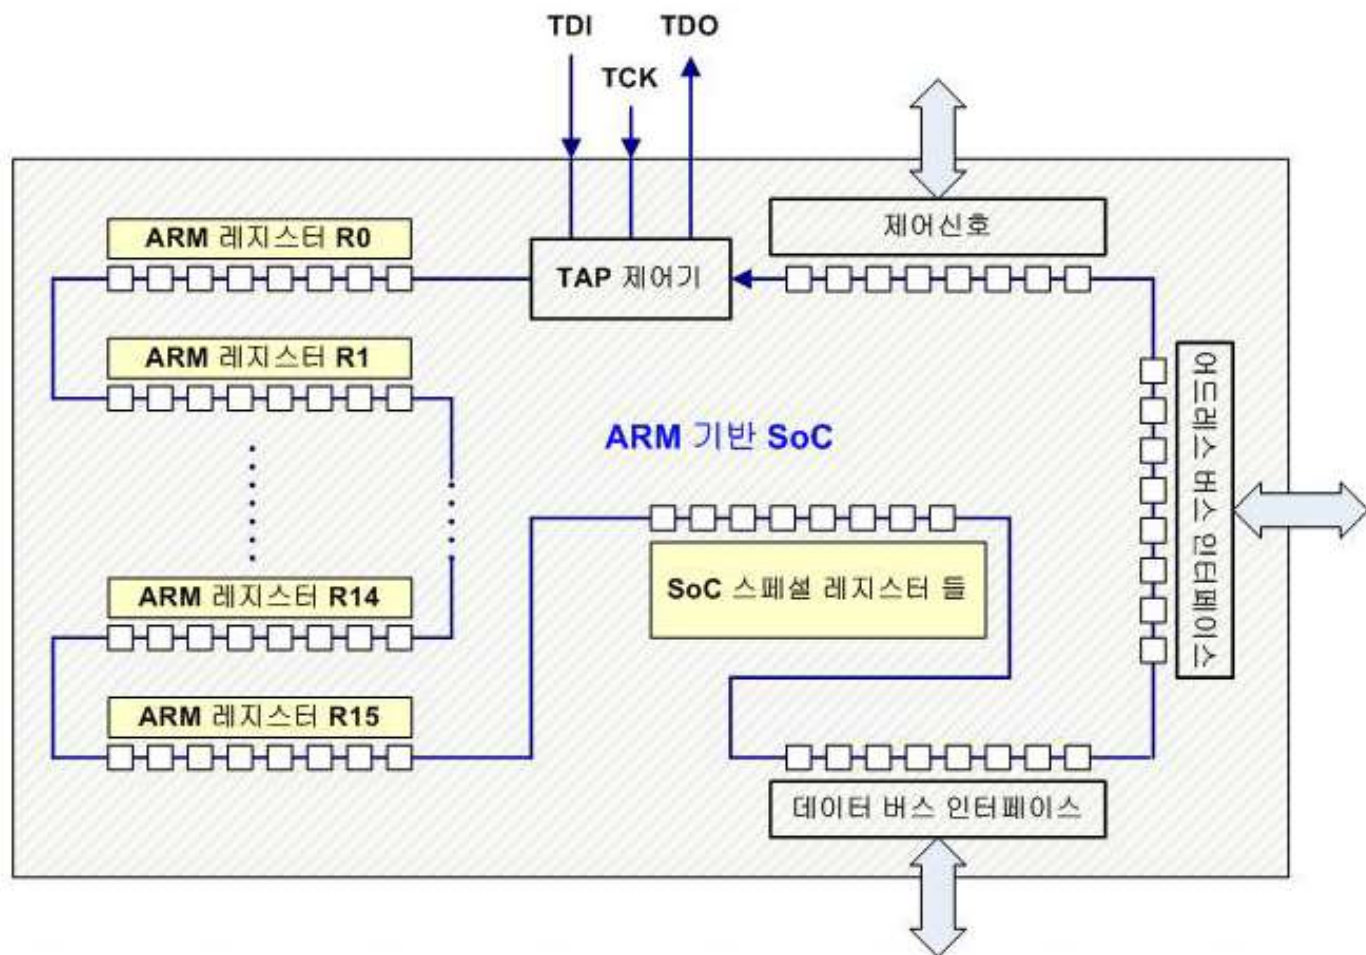 TDI
TDO
TCK
ARM 레지스터 R0
TAP 제어기
제어신호
ARM 레지스터 R1
ARM 기반 SoC
어드레스 버스 인터페이스
ARM 레지스터 R14
SoC 스페셜 레지스터 들
ARM 레지스터 R15
데이터 버스 인터페이스